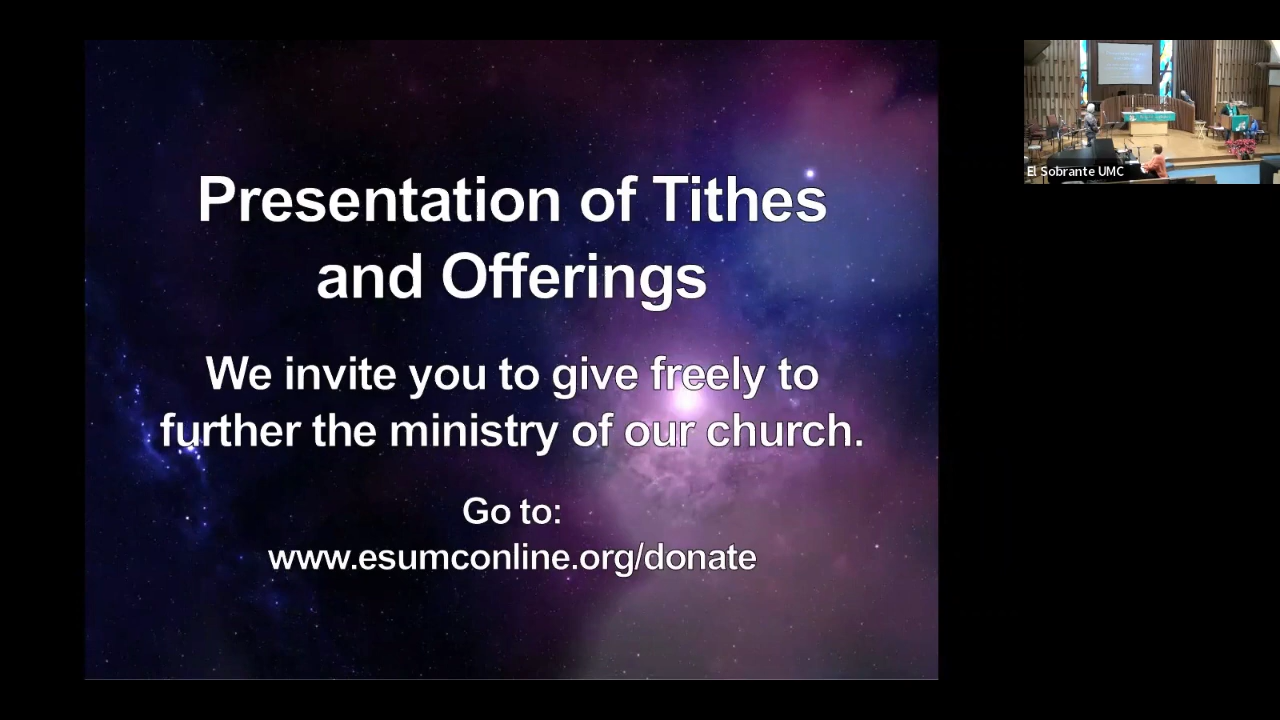 Presentation of Tithes
and Offerings
We invite you to give freely to
further the ministry of our church.
Go to:
www.esumconline.org/donate
El Sobrante UMC